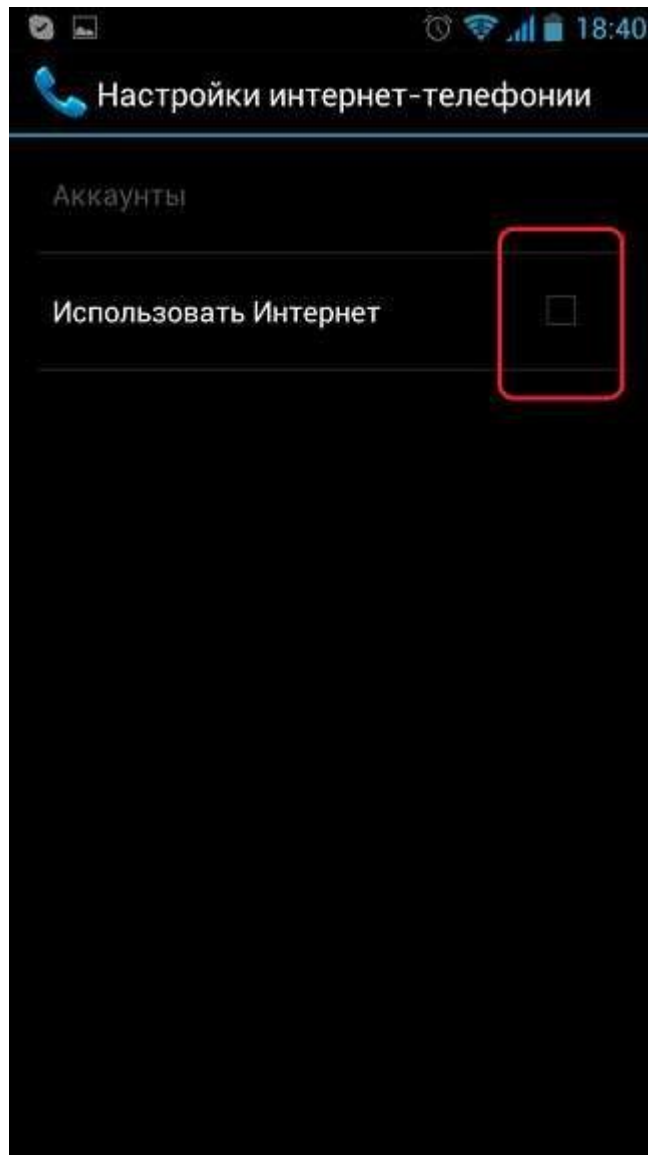 18:40
Настройки интернет-телефонии
Аккаунты
Использовать Интернет